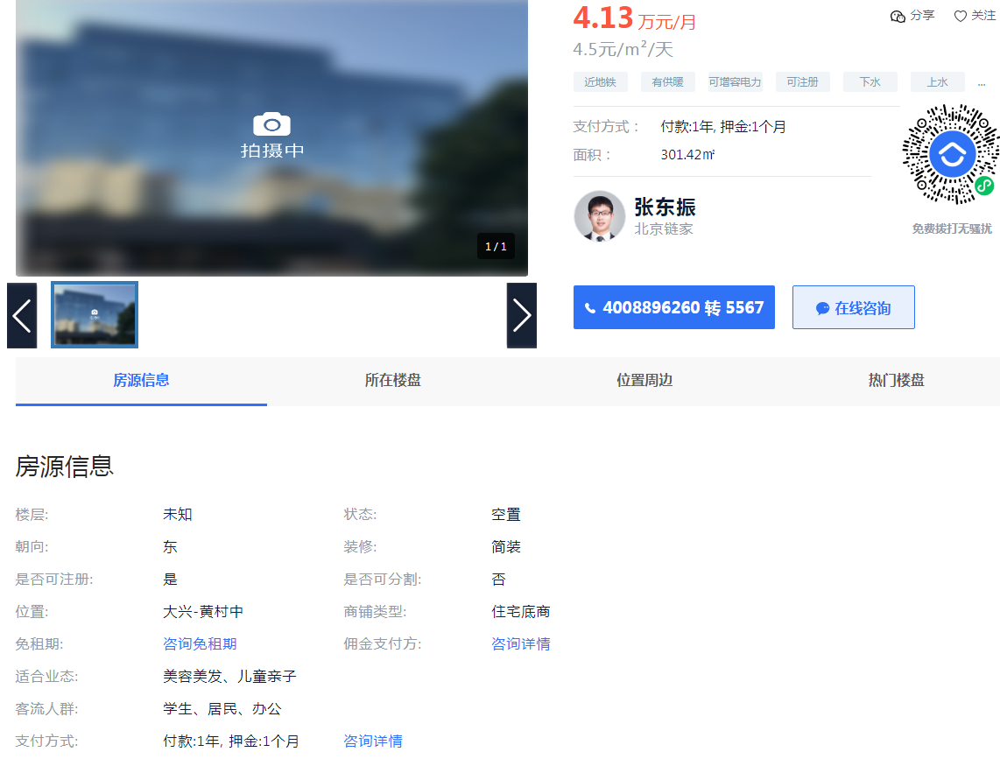 拍摄中
1 / 1
4.13 万元/月
分享
关注
4.5元/m²/天
近地铁
有供暖
可增容电力
可注册
下水
上水
...
支付方式：
付款:1年, 押金:1个月
面积：
301.42㎡
张东振
北京链家
免费拨打无骚扰
4008896260 转 5567
在线咨询
房源信息
所在楼盘
位置周边
热门楼盘
房源信息
楼层:
未知
状态:
空置
朝向:
东
装修:
简装
是否可注册:
是
是否可分割:
否
位置:
大兴-黄村中
商铺类型:
住宅底商
免租期:
咨询免租期
佣金支付方:
咨询详情
适合业态:
美容美发、儿童亲子
客流人群:
学生、居民、办公
支付方式:
付款:1年, 押金:1个月
咨询详情